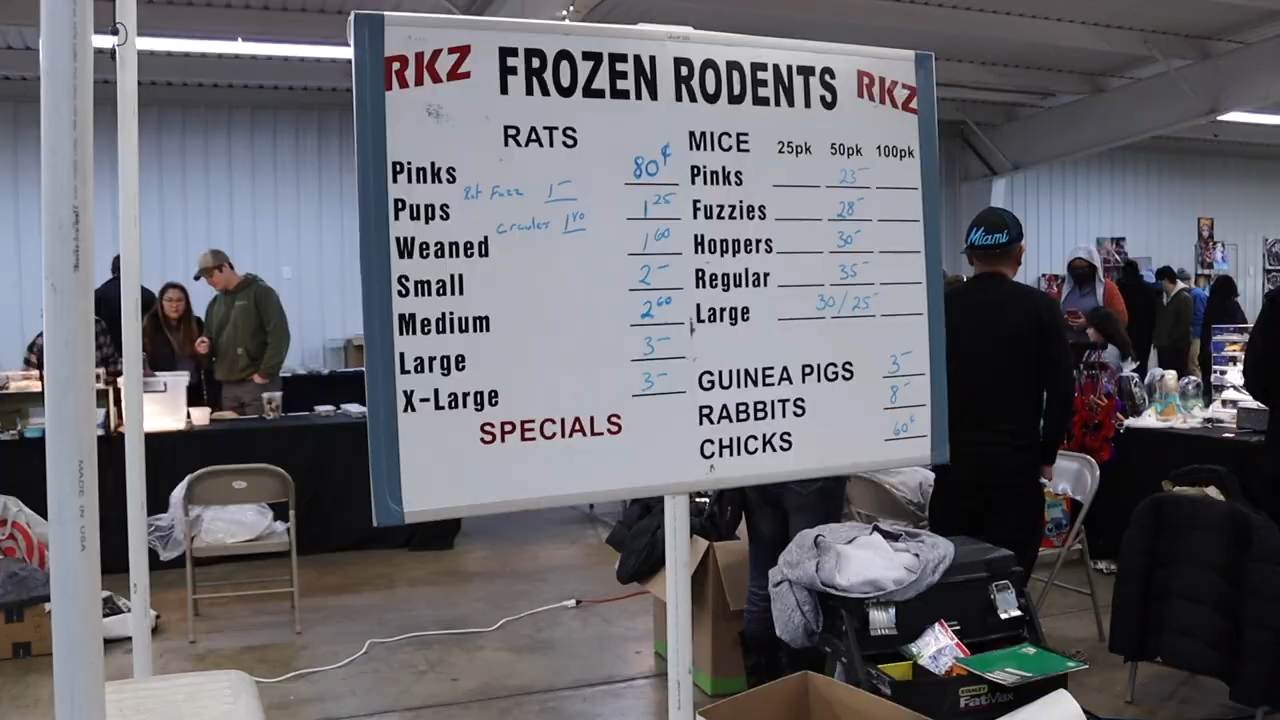 RKZ FROZEN RODENTS RKZ
RATS
Pinks 80¢
Rat Fuzz 1-
Pups 1 25
Crawler 1 40
Weaned 1 60
Small 2-
Medium 2 60
Large 3-
X-Large 3-
SPECIALS
MICE 25pk 50pk 100pk
Pinks 23-
Fuzzies 28-
Hoppers 30-
Regular 35-
Large 30/25-
GUINEA PIGS 3-
RABBITS 8-
CHICKS 60¢
Miami
MADE IN USA
STANLEY
FatMax